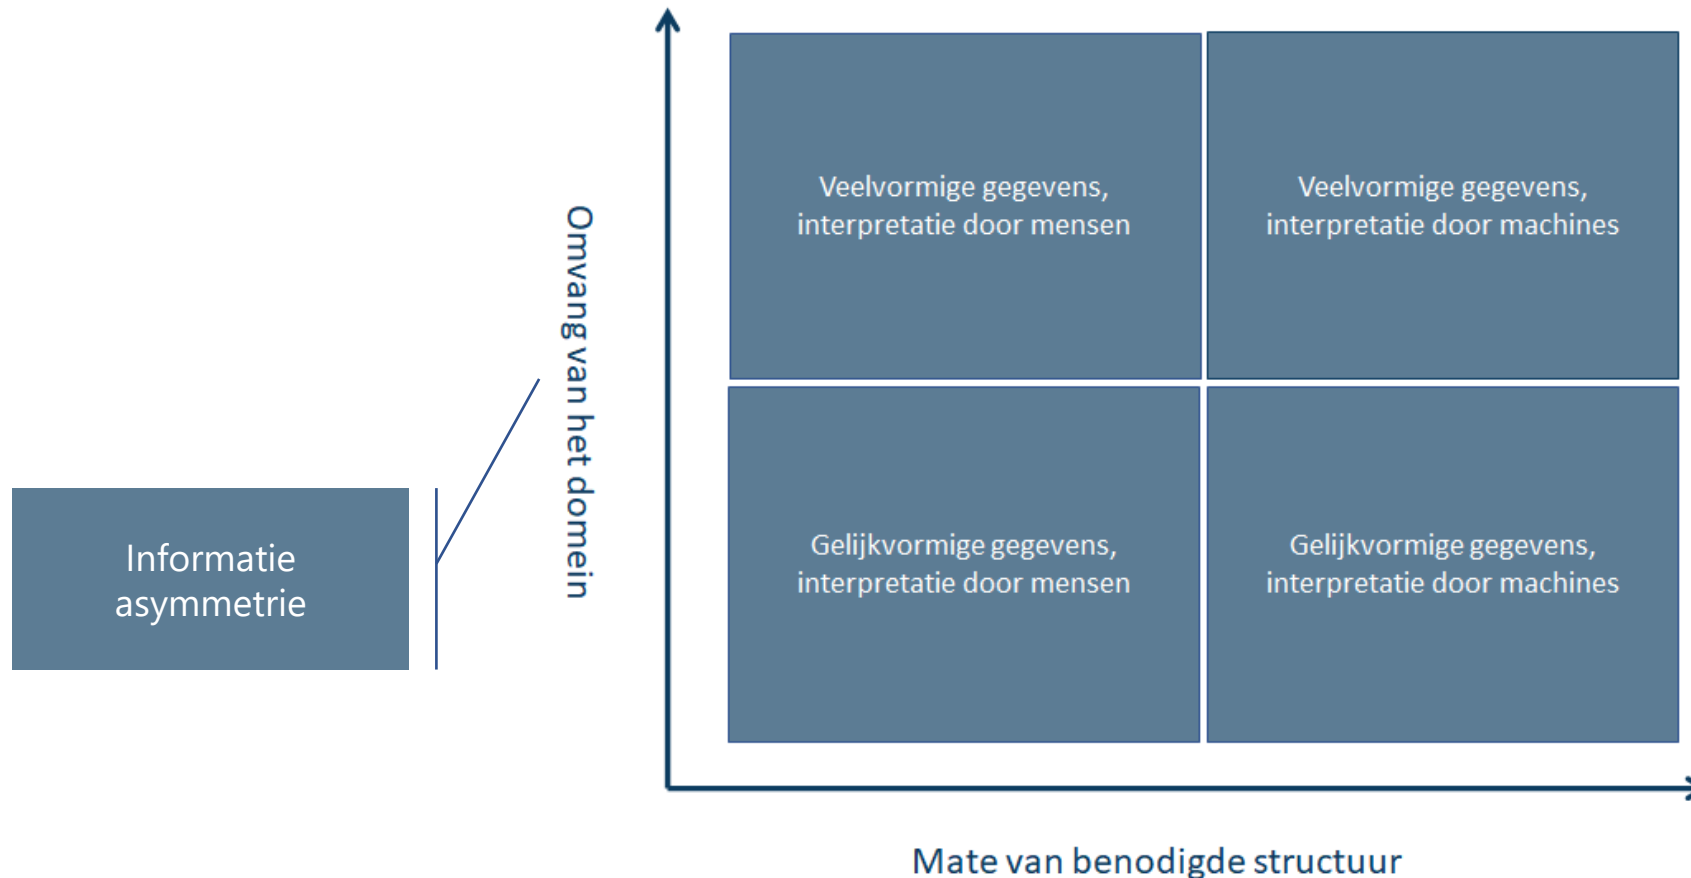 Omvang van het domein
Informatie
asymmetrie
Veelvormige gegevens,
interpretatie door mensen
Veelvormige gegevens,
interpretatie door machines
Gelijkvormige gegevens,
interpretatie door mensen
Gelijkvormige gegevens,
interpretatie door machines
Mate van benodigde structuur